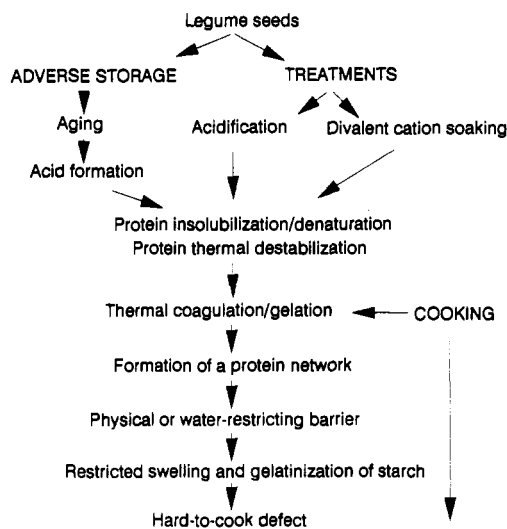 Legume seeds
ADVERSE STORAGE
TREATMENTS
Aging
Acidification
Divalent cation soaking
Acid formation
Protein insolubilization/denaturation
Protein thermal destabilization
Thermal coagulation/gelation
COOKING
Formation of a protein network
Physical or water-restricting barrier
Restricted swelling and gelatinization of starch
Hard-to-cook defect